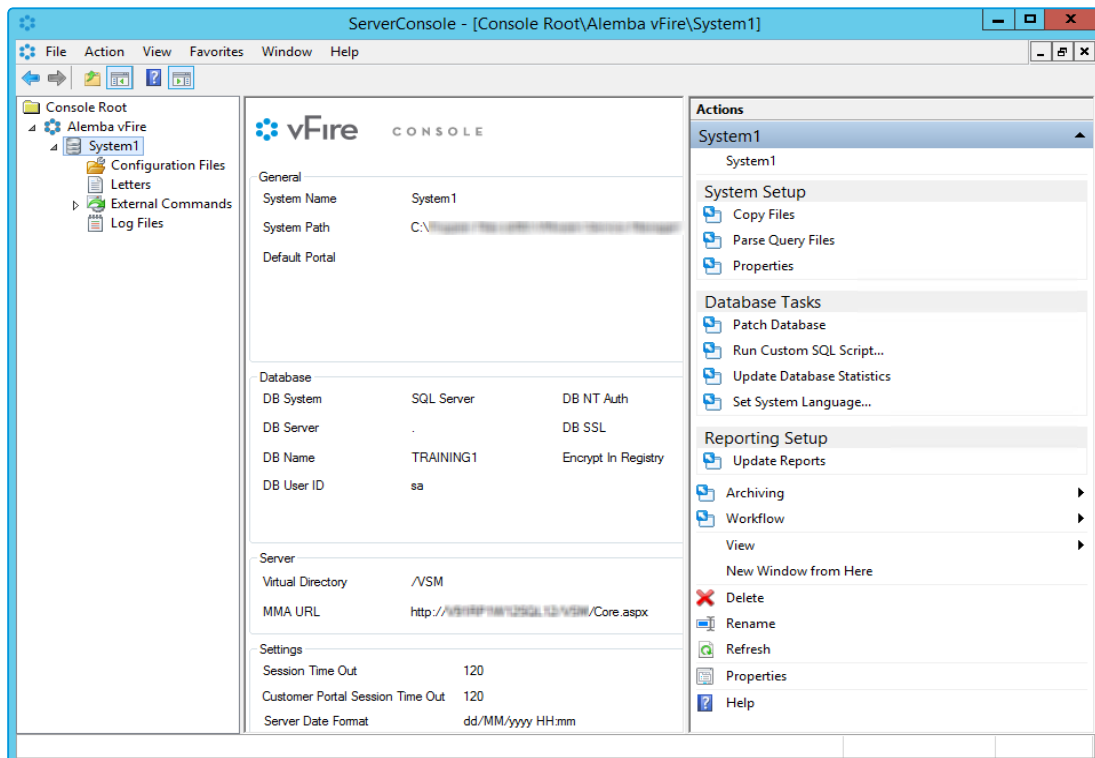 ServerConsole - [Console Root\Alemba vFire\System1]
File Action View Favorites Window Help
Console Root
Alemba vFire
System1
Configuration Files
Letters
External Commands
Log Files
vFire CONSOLE
General
System Name System1
System Path C:\
Default Portal
Database
DB System SQL Server DB NT Auth
DB Server . DB SSL
DB Name TRAINING1 Encrypt In Registry
DB User ID sa
Server
Virtual Directory /VSM
MMA URL http:// /Core.aspx
Settings
Session Time Out 120
Customer Portal Session Time Out 120
Server Date Format dd/MM/yyyy HH:mm
Actions
System1
System1
System Setup
Copy Files
Parse Query Files
Properties
Database Tasks
Patch Database
Run Custom SQL Script...
Update Database Statistics
Set System Language...
Reporting Setup
Update Reports
Archiving
Workflow
View
New Window from Here
Delete
Rename
Refresh
Properties
Help